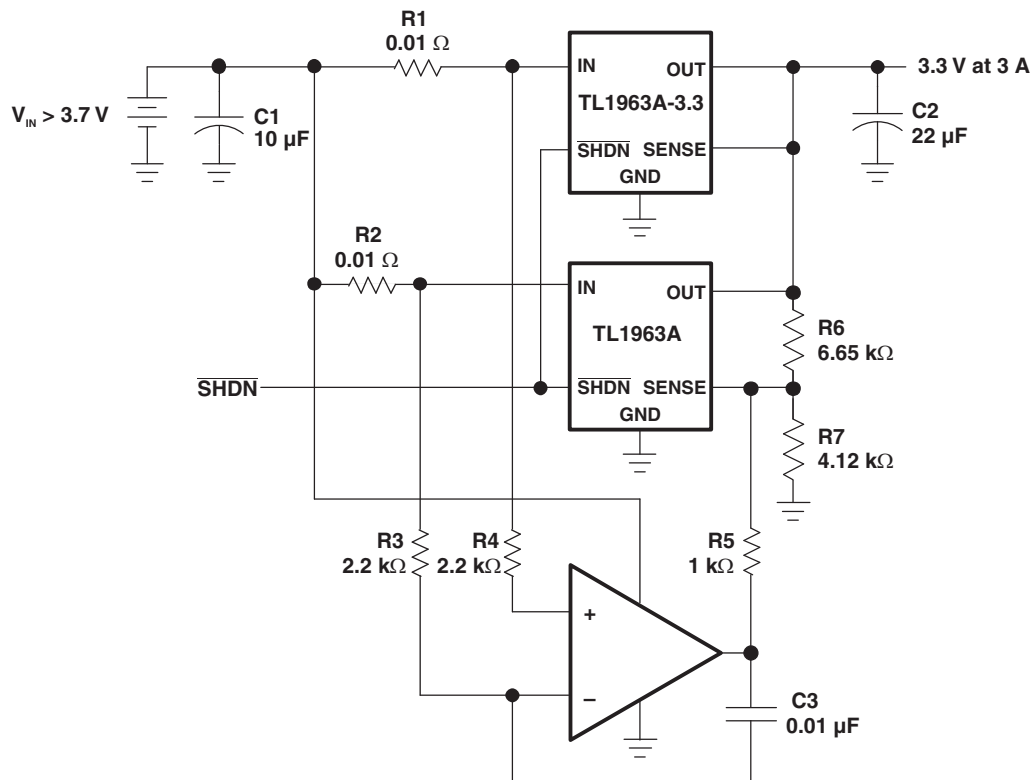 R1
0.01 Ω
IN
OUT
3.3 V at 3 A
TL1963A-3.3
V_IN > 3.7 V
C1
10 µF
C2
22 µF
SHDN
SENSE
GND
R2
0.01 Ω
IN
OUT
TL1963A
R6
6.65 kΩ
SHDN
SHDN
SENSE
GND
R7
4.12 kΩ
R3
2.2 kΩ
R4
2.2 kΩ
R5
1 kΩ
+
–
C3
0.01 µF